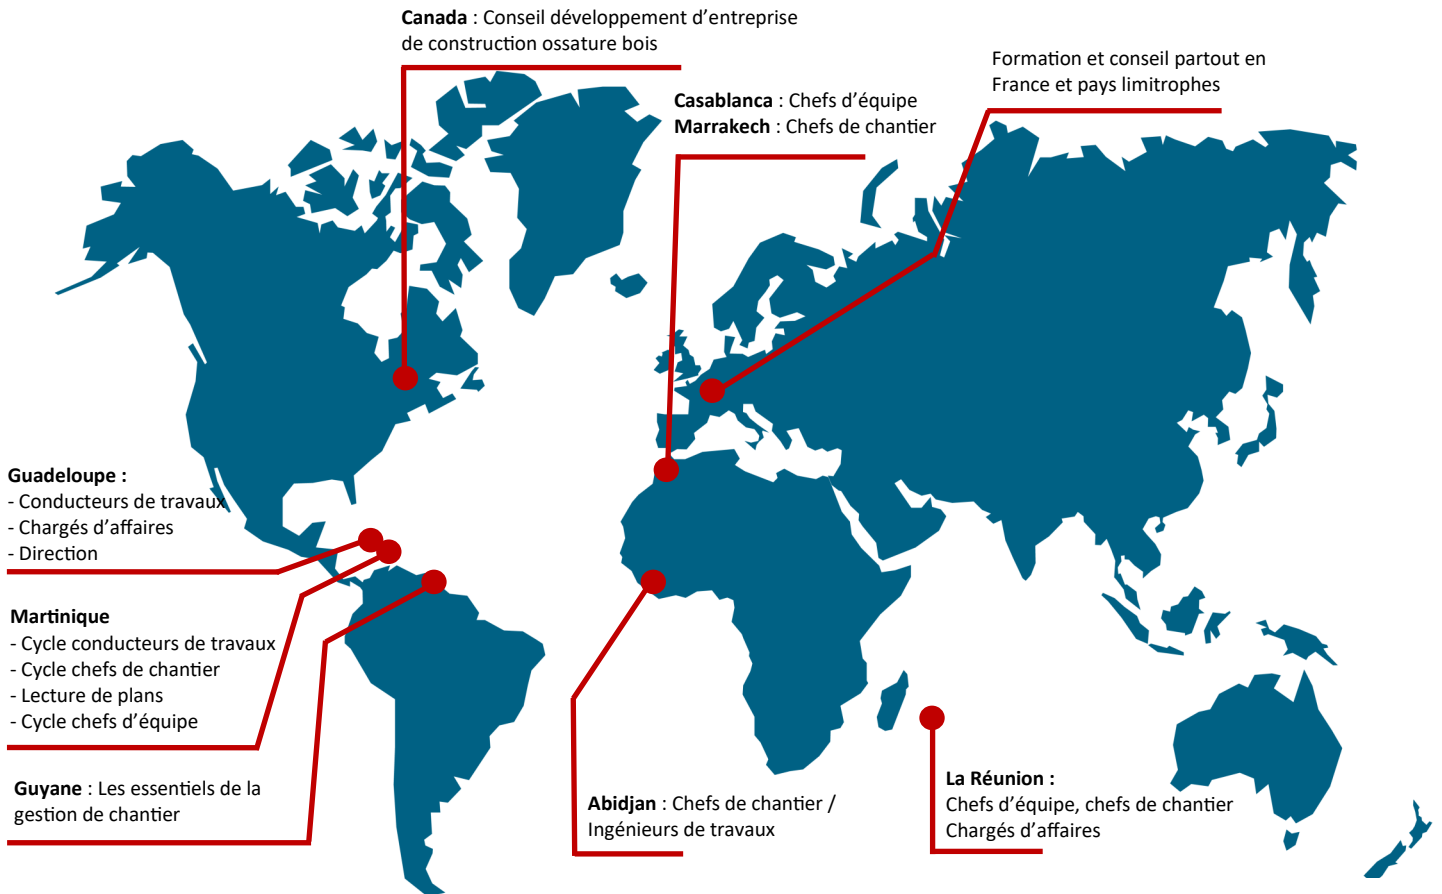 Canada : Conseil développement d’entreprise
de construction ossature bois
Formation et conseil partout en
France et pays limitrophes
Casablanca : Chefs d’équipe
Marrakech : Chefs de chantier
Guadeloupe :
- Conducteurs de travaux
- Chargés d’affaires
- Direction
Martinique
- Cycle conducteurs de travaux
- Cycle chefs de chantier
- Lecture de plans
- Cycle chefs d’équipe
Guyane : Les essentiels de la
gestion de chantier
Abidjan : Chefs de chantier /
Ingénieurs de travaux
La Réunion :
Chefs d’équipe, chefs de chantier
Chargés d’affaires